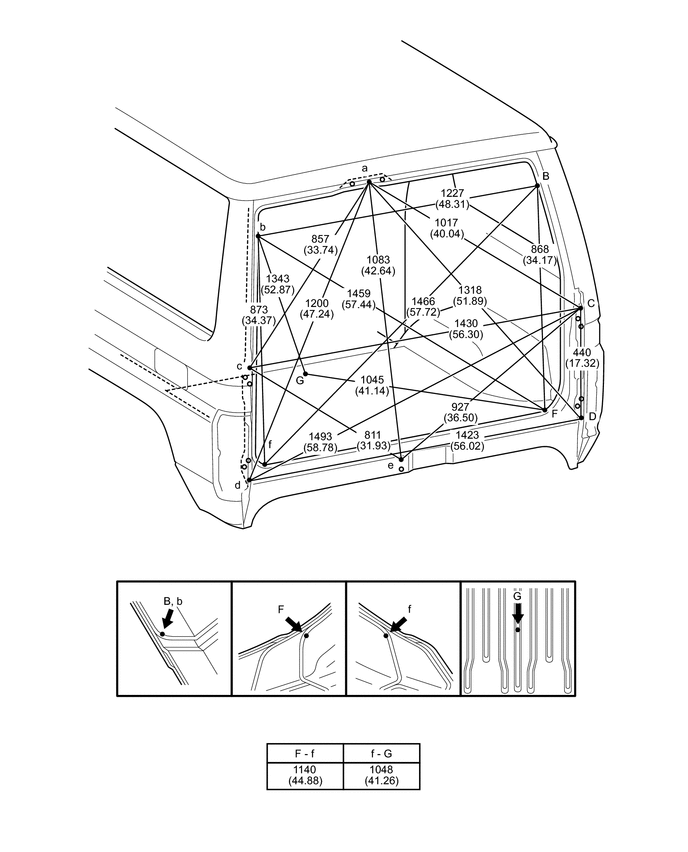 a
B
1227
(48.31)
1017
(40.04)
b
857
(33.74)
1083
(42.64)
868
(34.17)
1343
(52.87)
1459
(57.44)
1318
(51.89)
1200
(47.24)
1466
(57.72)
C
873
(34.37)
1430
(56.30)
440
(17.32)
c
G
1045
(41.14)
927
(36.50)
F
D
f
1493
(58.78)
811
(31.93)
1423
(56.02)
e
d
B, b
F
f
G
F - f f - G
1140 1048
(44.88) (41.26)